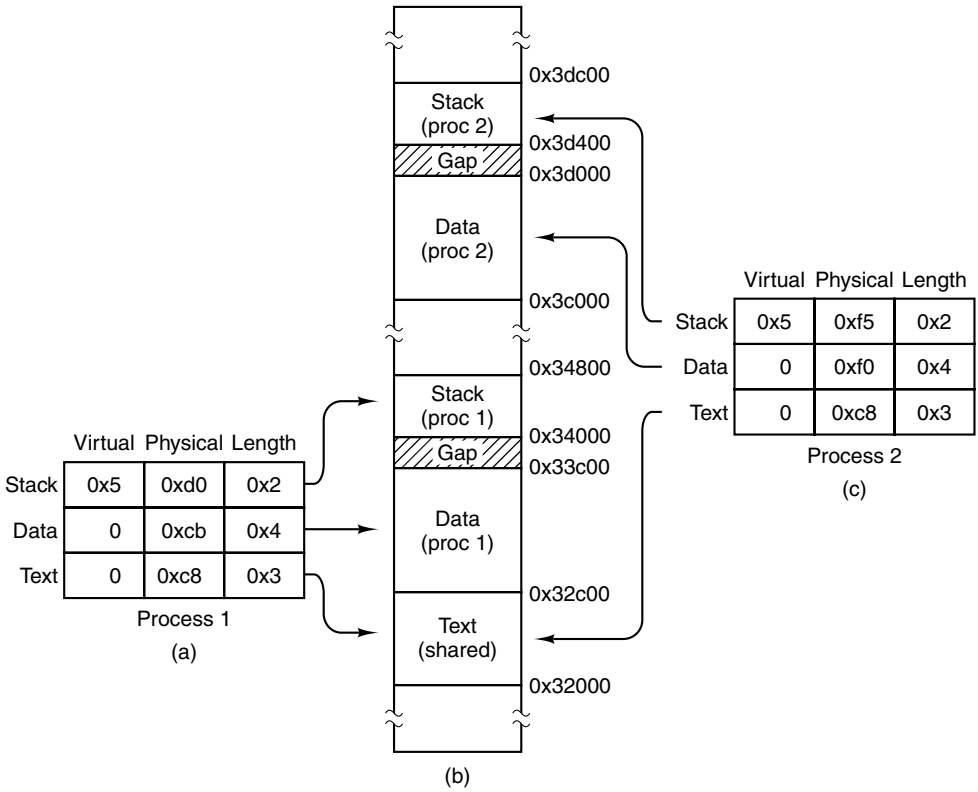 Virtual Physical Length
Stack 0x5 0xd0 0x2
Data 0 0xcb 0x4
Text 0 0xc8 0x3
Process 1
(a)
0x3dc00
Stack
(proc 2)
0x3d400
Gap
0x3d000
Data
(proc 2)
0x3c000
0x34800
Stack
(proc 1)
0x34000
Gap
0x33c00
Data
(proc 1)
0x32c00
Text
(shared)
0x32000
(b)
Virtual Physical Length
Stack 0x5 0xf5 0x2
Data 0 0xf0 0x4
Text 0 0xc8 0x3
Process 2
(c)